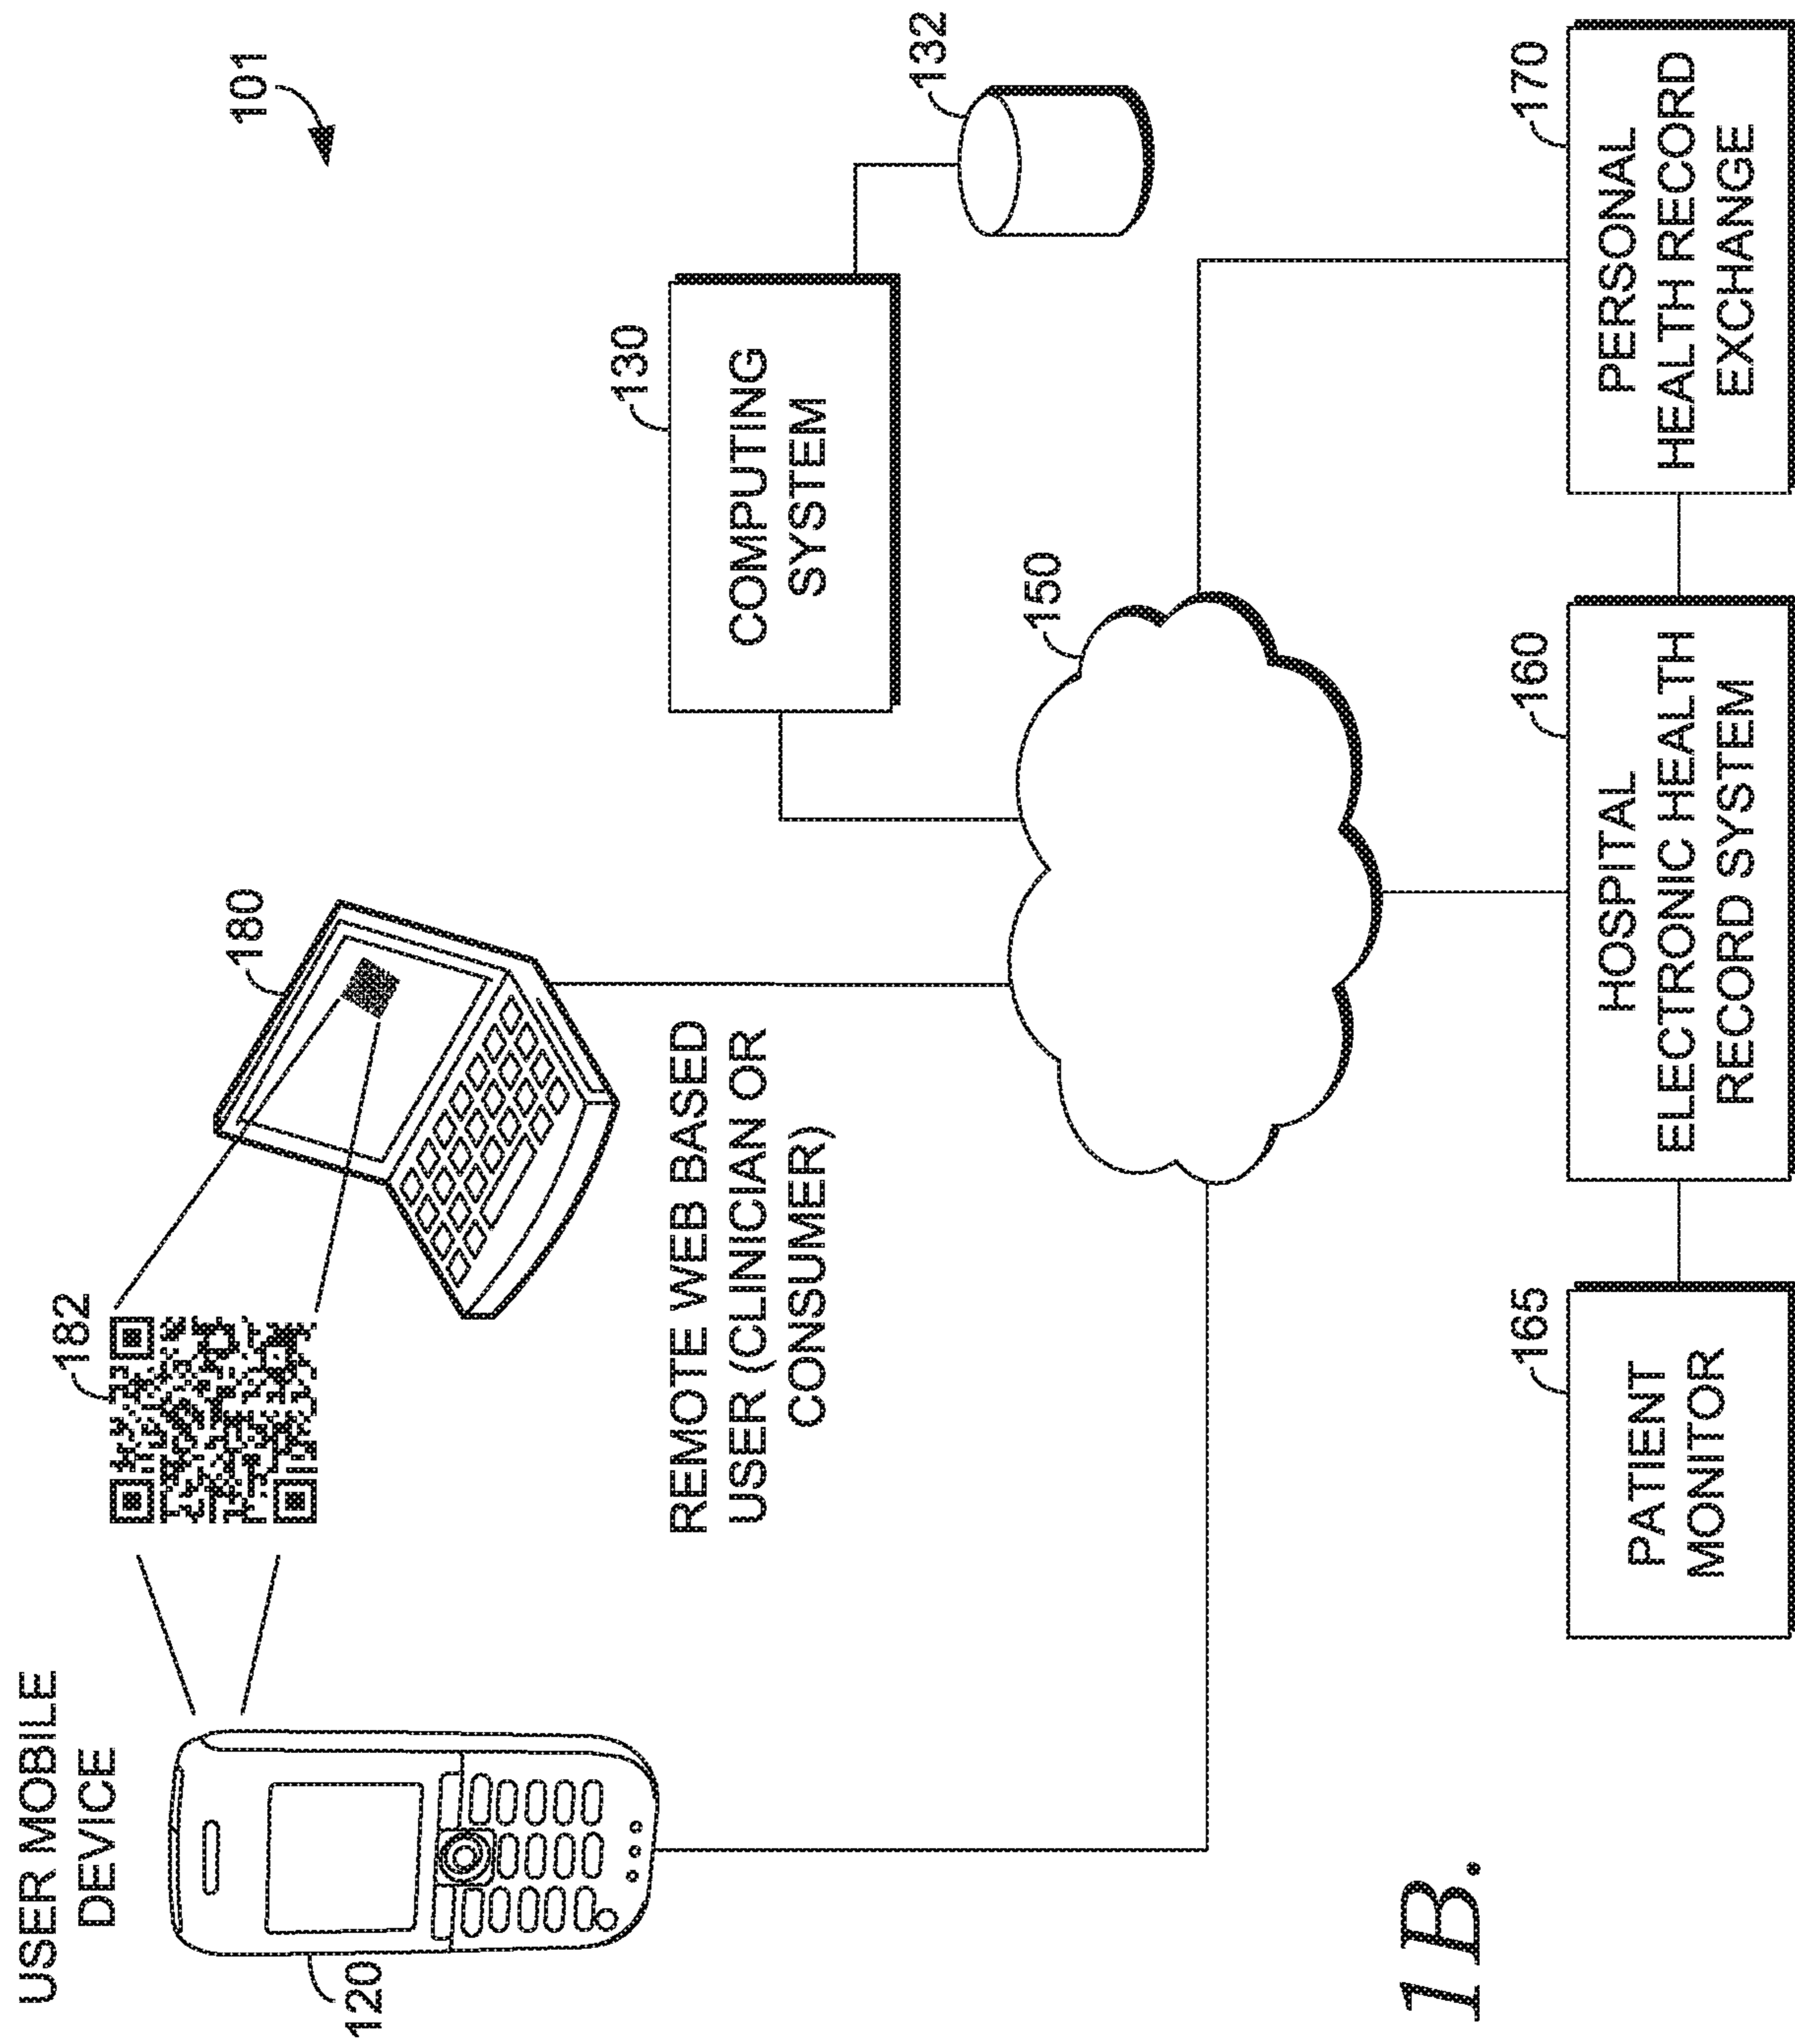 USER MOBILE
DEVICE
120
182
180
101
REMOTE WEB BASED
USER (CLINICIAN OR
CONSUMER)
130
COMPUTING
SYSTEM
132
150
165
PATIENT
MONITOR
160
HOSPITAL
ELECTRONIC HEALTH
RECORD SYSTEM
170
PERSONAL
HEALTH RECORD
EXCHANGE
1B.